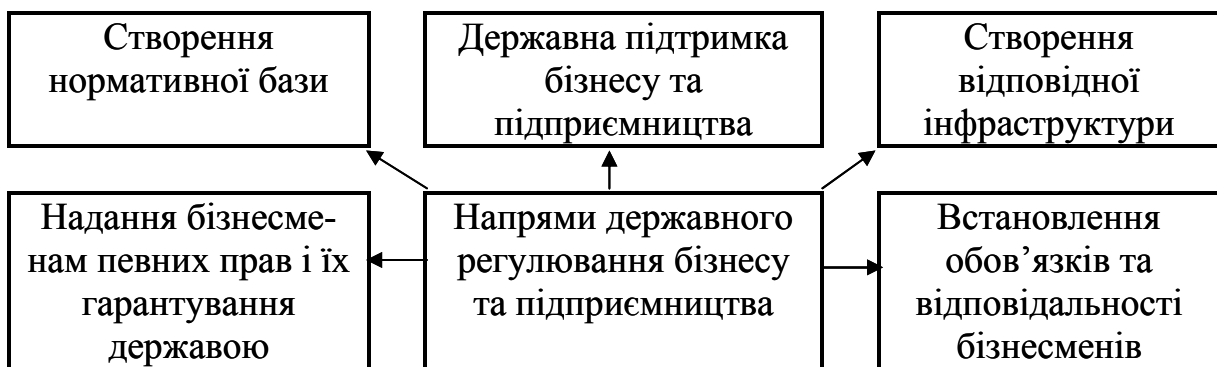 Створення
нормативної бази
Державна підтримка
бізнесу та
підприємництва
Створення
відповідної
інфраструктури
Надання бізнесме-
нам певних прав і їх
гарантування
державою
Напрями державного
регулювання бізнесу
та підприємництва
Встановлення
обов’язків та
відповідальності
бізнесменів